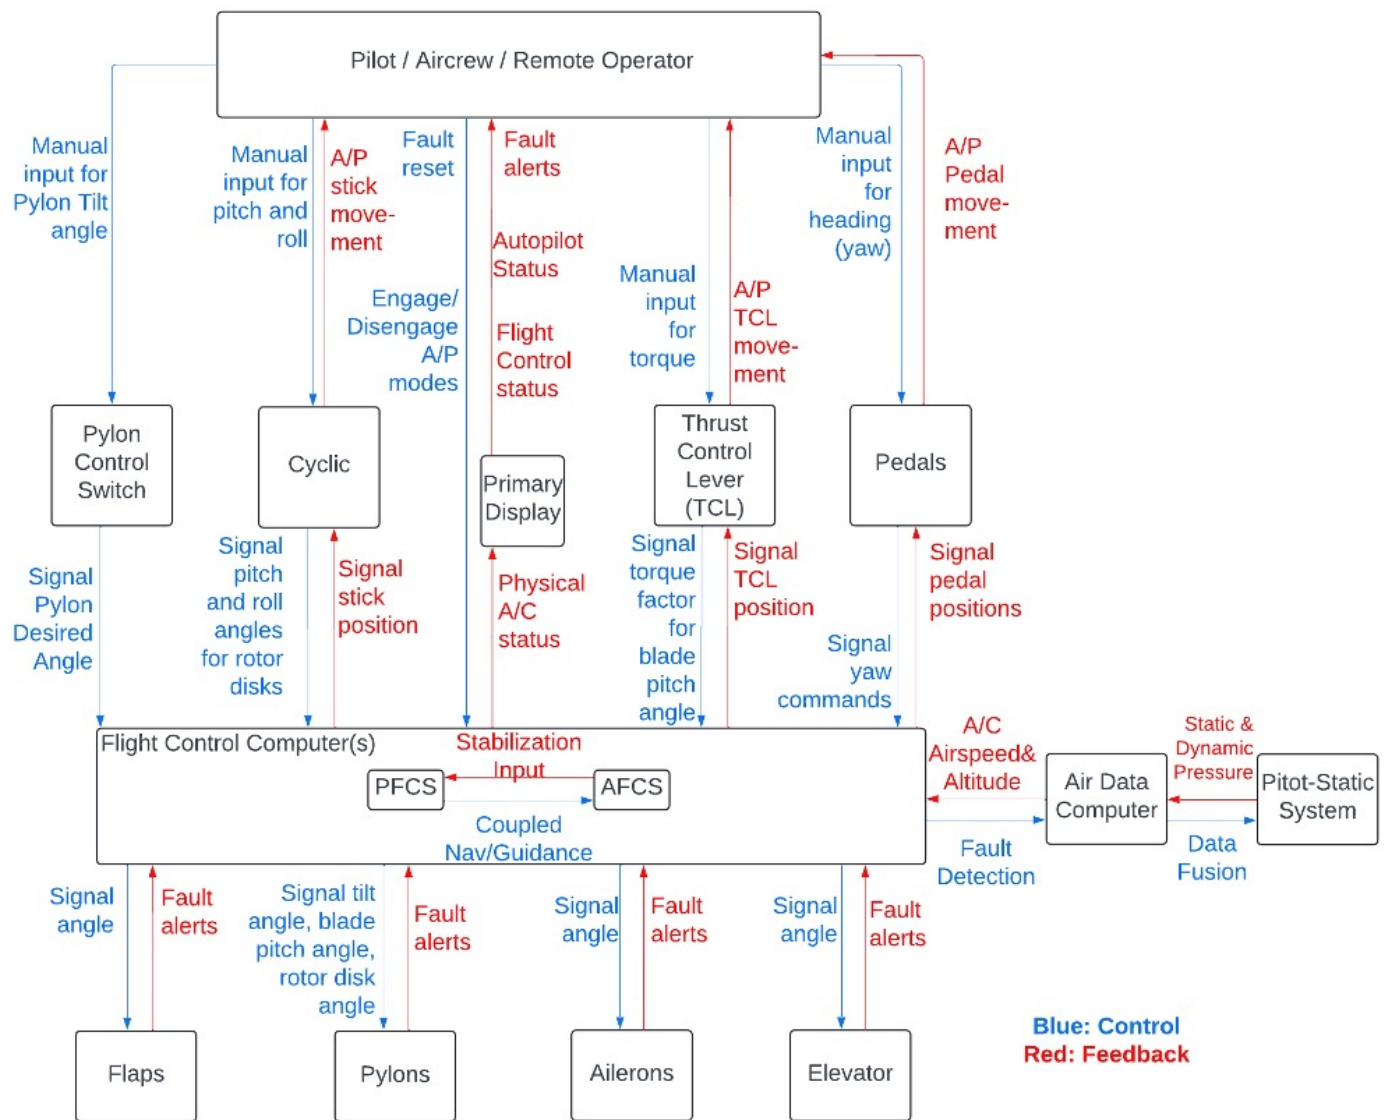 Pilot / Aircrew / Remote Operator
Manual
input for
Pylon Tilt
angle
Manual
input for
pitch and
roll
A/P
stick
move-
ment
Fault
reset
Fault
alerts
Autopilot
Status
Engage/
Disengage
A/P
modes
Flight
Control
status
Manual
input
for
torque
A/P
TCL
move-
ment
Manual
input
for
heading
(yaw)
A/P
Pedal
move-
ment
Pylon
Control
Switch
Cyclic
Primary
Display
Thrust
Control
Lever
(TCL)
Pedals
Signal
Pylon
Desired
Angle
Signal
pitch
and roll
angles
for rotor
disks
Signal
stick
position
Physical
A/C
status
Signal
torque
factor
for
blade
pitch
angle
Signal
TCL
position
Signal
yaw
commands
Signal
pedal
positions
Flight Control Computer(s)
Stabilization
Input
PFCS
AFCS
Coupled
Nav/Guidance
A/C
Airspeed&
Altitude
Fault
Detection
Air Data
Computer
Static &
Dynamic
Pressure
Data
Fusion
Pitot-Static
System
Signal
angle
Fault
alerts
Signal tilt
angle, blade
pitch angle,
rotor disk
angle
Fault
alerts
Signal
angle
Fault
alerts
Signal
angle
Fault
alerts
Flaps
Pylons
Ailerons
Elevator
Blue: Control
Red: Feedback